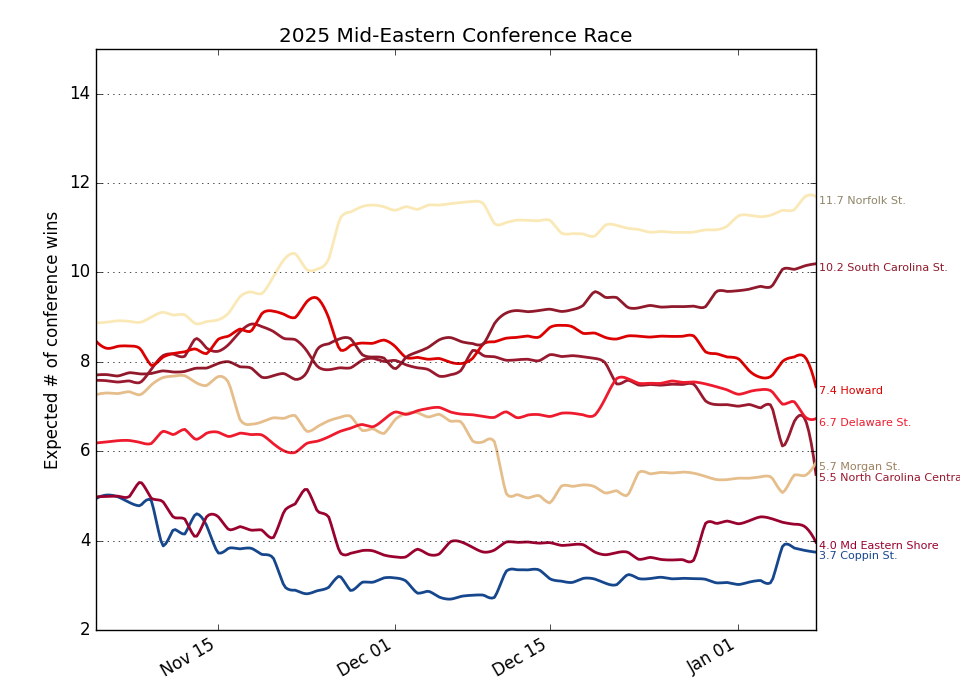 2025 Mid-Eastern Conference Race
Expected # of conference wins
14
12
10
8
6
4
2
Nov 15
Dec 01
Dec 15
Jan 01
11.7 Norfolk St.
10.2 South Carolina St.
7.4 Howard
6.7 Delaware St.
5.7 Morgan St.
5.5 North Carolina Centra
4.0 Md Eastern Shore
3.7 Coppin St.